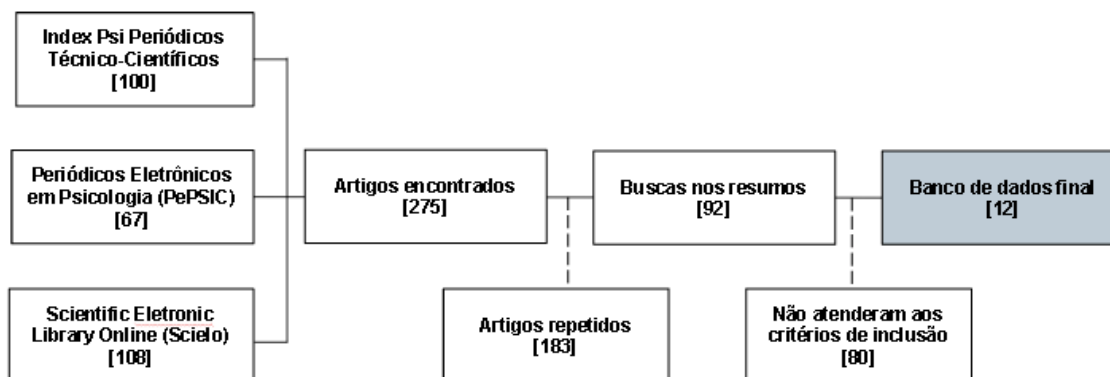 Index Psi Periódicos
Técnico-Científicos
[100]
Periódicos Eletrônicos
em Psicologia (PePSIC)
[67]
Scientific Eletronic
Library Online (Scielo)
[108]
Artigos encontrados
[275]
Artigos repetidos
[183]
Buscas nos resumos
[92]
Não atenderam aos
critérios de inclusão
[80]
Banco de dados final
[12]